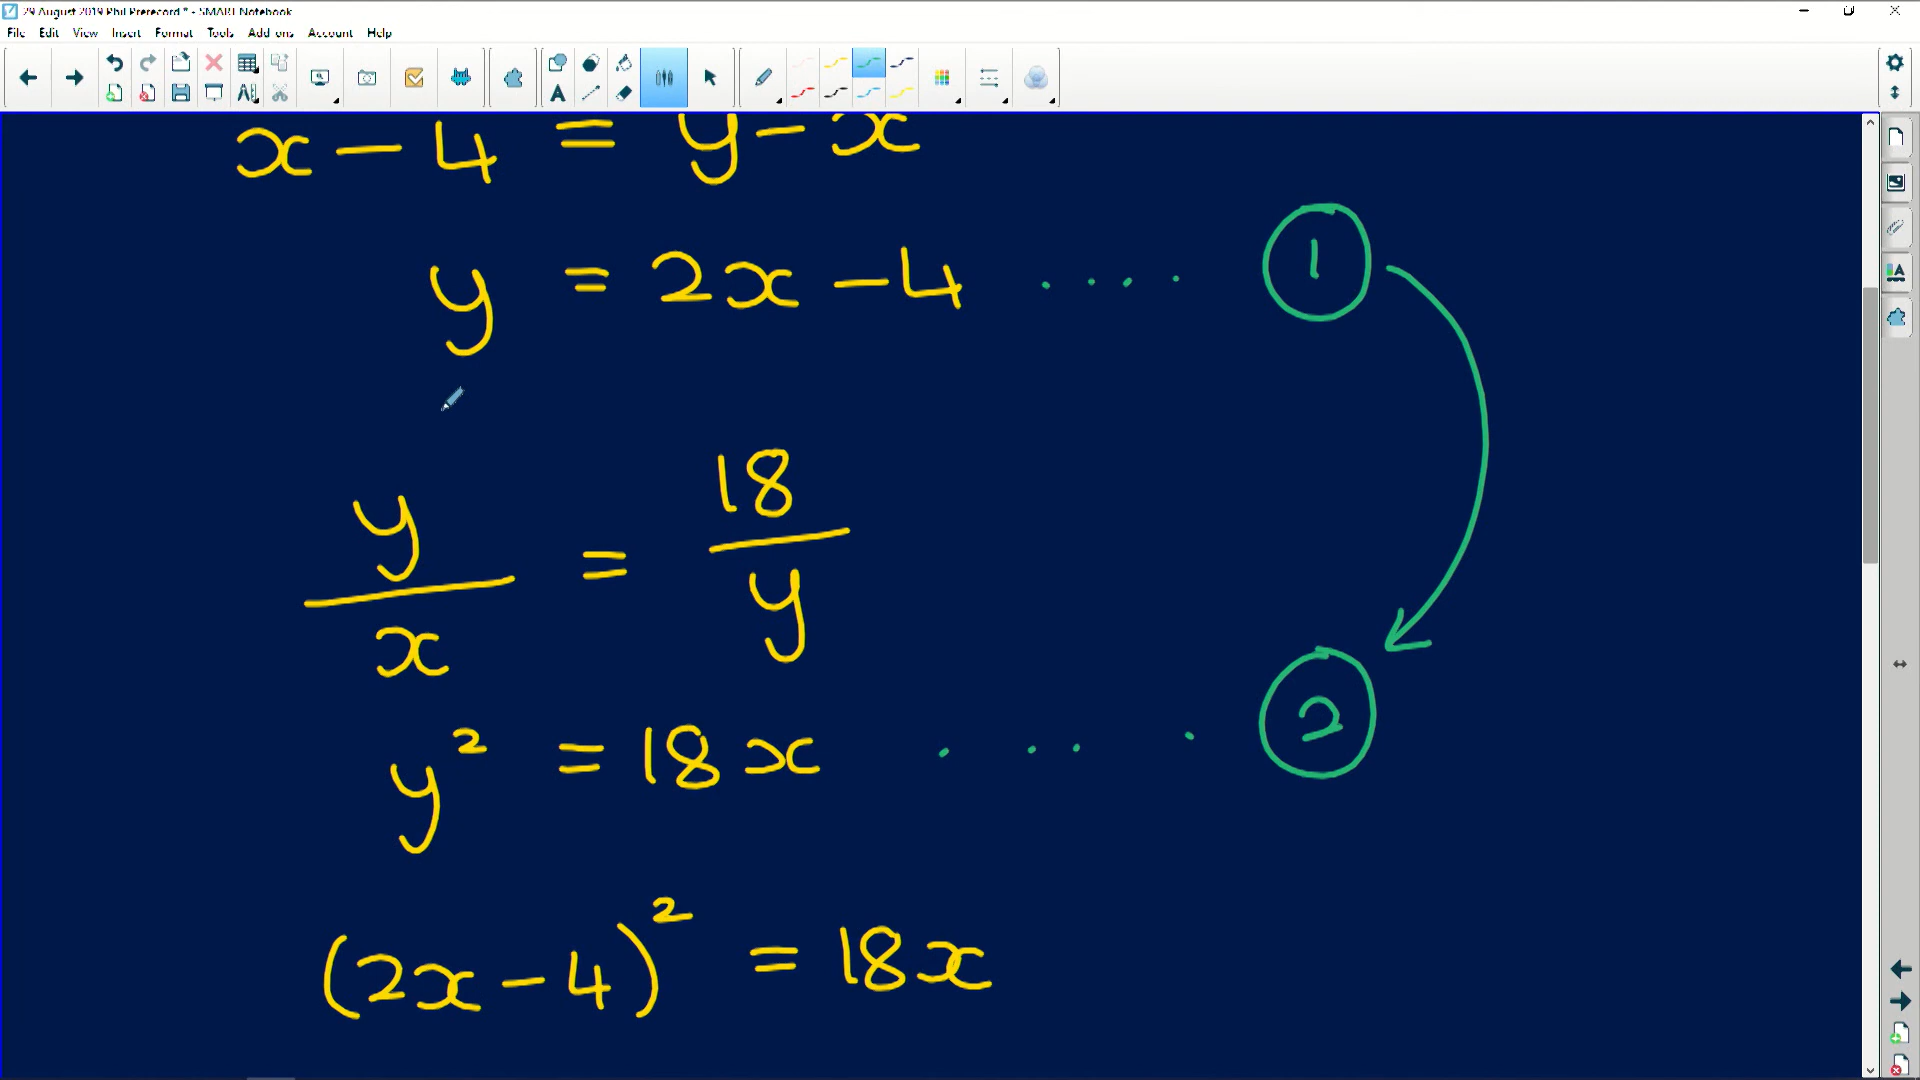 29 August 2019 Phil Prerecord * - SMART Notebook
File Edit View Insert Format Tools Add-ons Account Help
x - 4 = y - x
y = 2x - 4 .... ①
y/x = 18/y
y² = 18x .... ②
(2x - 4)² = 18x